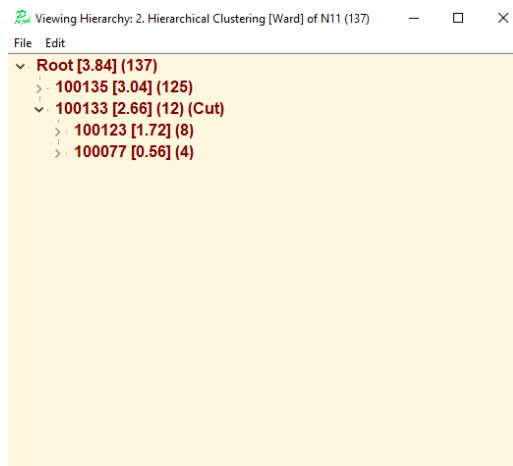 Viewing Hierarchy: 2. Hierarchical Clustering [Ward] of N11 (137)
File Edit
Root [3.84] (137)
100135 [3.04] (125)
100133 [2.66] (12) (Cut)
100123 [1.72] (8)
100077 [0.56] (4)